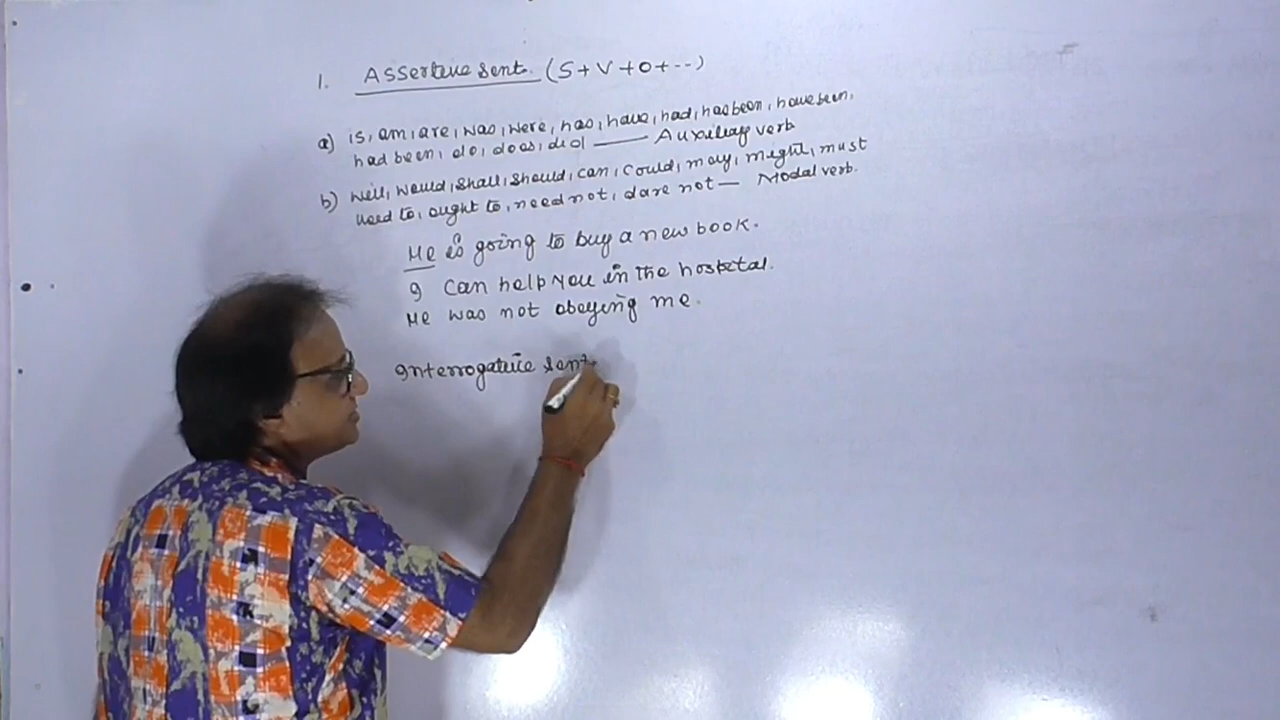 1. Assertive sent. (S+V+O+--)
a) is, am, are, was, were, has, have, had, has been, have been,
had been, do, does, did —— Auxiliary verb
b) Will, would, shall, should, can, could, may, might, must
used to, ought to, need not, dare not — Modal verb.
He is going to buy a new book.
I can help you in the hospital.
He was not obeying me.
Interrogative sent.